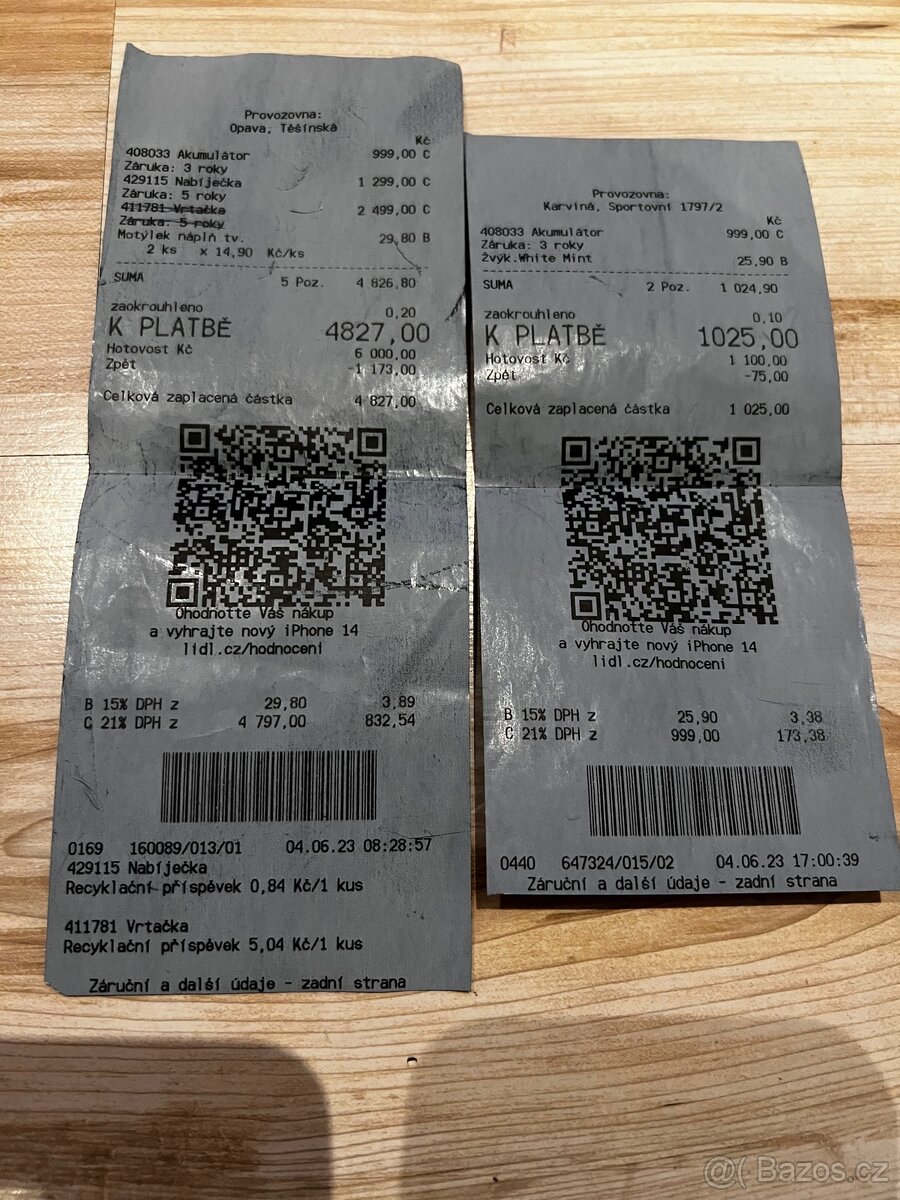 Provozovna:
Opava, Těšínská
Kč
408033 Akumulátor 999,00 C
Záruka: 3 roky
429115 Nabíječka 1 299,00 C
Záruka: 5 roky
411781 Vrtačka 2 499,00 C
Záruka: 5 roky
Motýlek náplň tv. 29,80 B
2 ks x 14,90 Kč/ks
SUMA 5 Poz. 4 826,80
zaokrouhleno 0,20
K PLATBĚ 4827,00
Hotovost Kč 6 000,00
Zpět -1 173,00
Celková zaplacená částka 4 827,00
Ohodnoťte Váš nákup
a vyhrajte nový iPhone 14
lidl.cz/hodnoceni
B 15% DPH z 29,80 3,89
C 21% DPH z 4 797,00 832,54
0169 160089/013/01 04.06.23 08:28:57
429115 Nabíječka
Recyklační příspěvek 0,84 Kč/1 kus
411781 Vrtačka
Recyklační příspěvek 5,04 Kč/1 kus
Záruční a další údaje - zadní strana
Provozovna:
Karviná, Sportovní 1797/2
Kč
408033 Akumulátor 999,00 C
Záruka: 3 roky
Žvýk.White Mint 25,90 B
SUMA 2 Poz. 1 024,90
zaokrouhleno 0,10
K PLATBĚ 1025,00
Hotovost Kč 1 100,00
Zpět -75,00
Celková zaplacená částka 1 025,00
Ohodnoťte Váš nákup
a vyhrajte nový iPhone 14
lidl.cz/hodnoceni
B 15% DPH z 25,90 3,38
C 21% DPH z 999,00 173,38
0440 647324/015/02 04.06.23 17:00:39
Záruční a další údaje - zadní strana
@( Bazos.cz